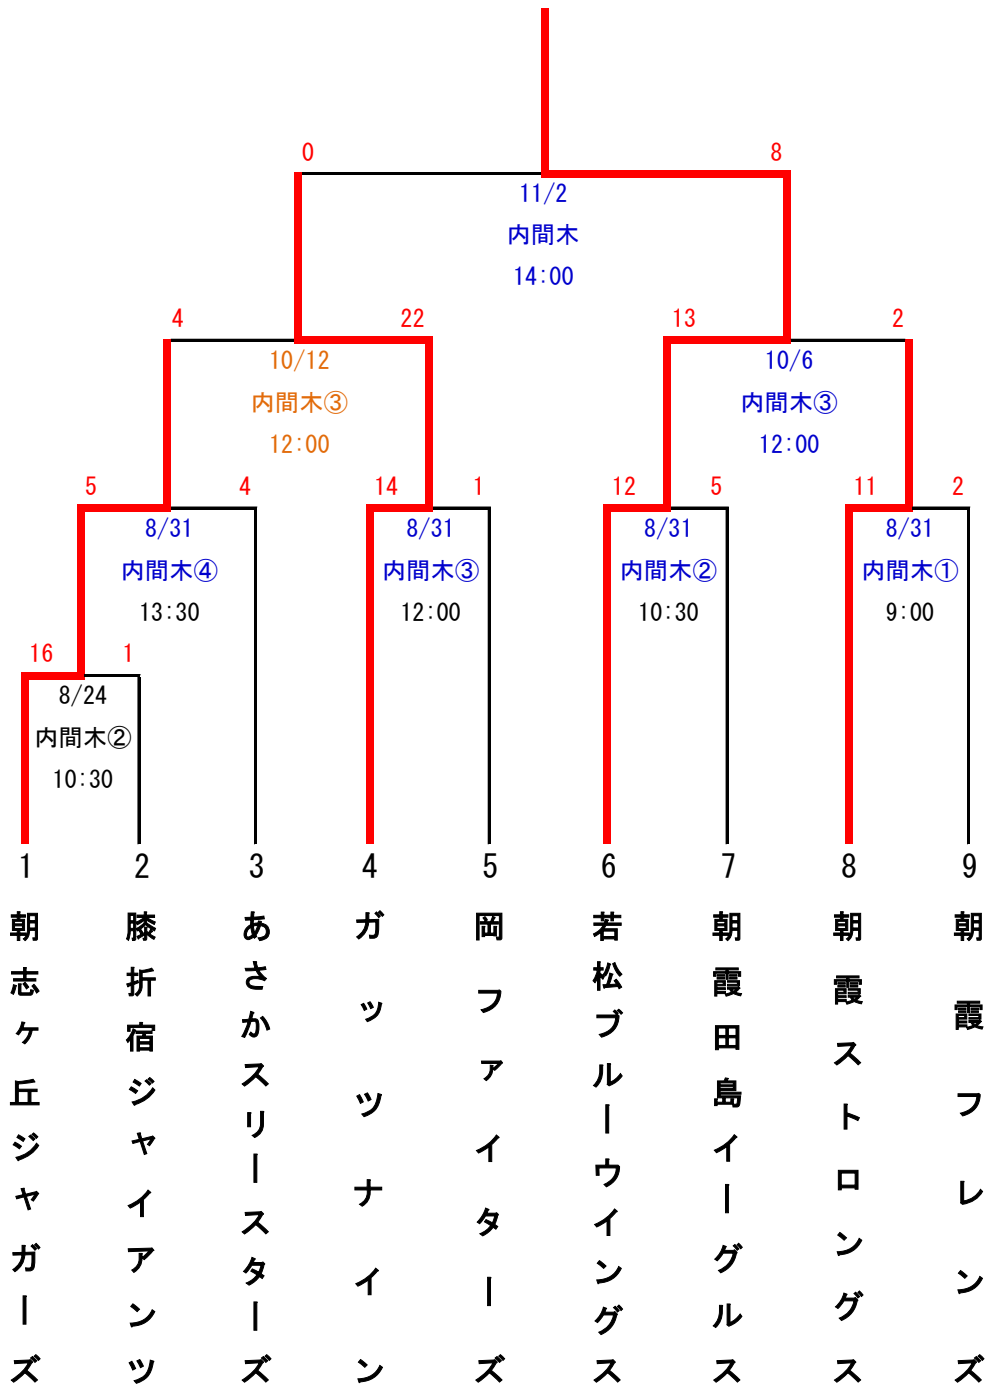 0 8
11/2
内間木
14:00
4 22 13 2
10/12 10/6
内間木③ 内間木③
12:00 12:00
5 4 14 1 12 5 11 2
8/31 8/31 8/31 8/31
内間木④ 内間木③ 内間木② 内間木①
13:30 12:00 10:30 9:00
16 1
8/24
内間木②
10:30
1 2 3 4 5 6 7 8 9
朝志ヶ丘ジャガーズ
膝折宿ジャイアンツ
あさかスリースターズ
ガッツナイン
岡ファイターズ
若松ブルーウイングス
朝霞田島イーグルス
朝霞ストロングス
朝霞フレンズ